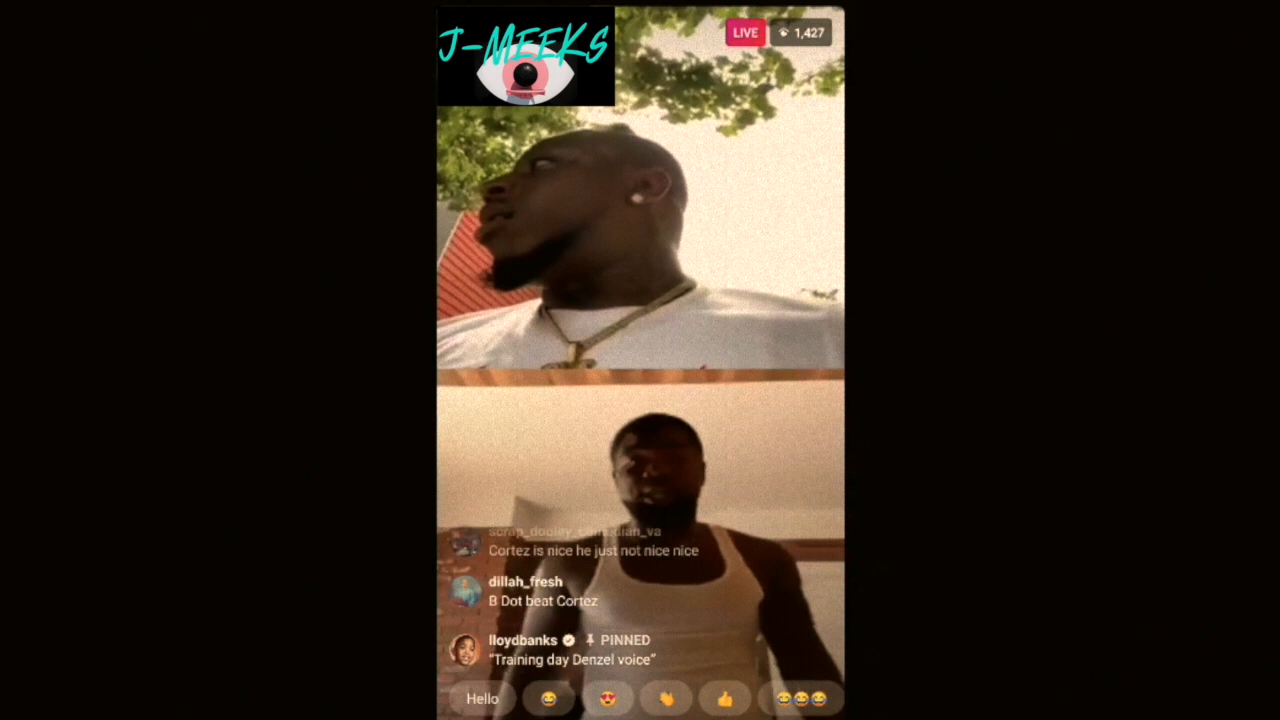 J-MEEKS
LIVE
1,427
Cortez is nice he just not nice nice
dillah_fresh
B Dot beat Cortez
lloydbanks PINNED
“Training day Denzel voice”
Hello